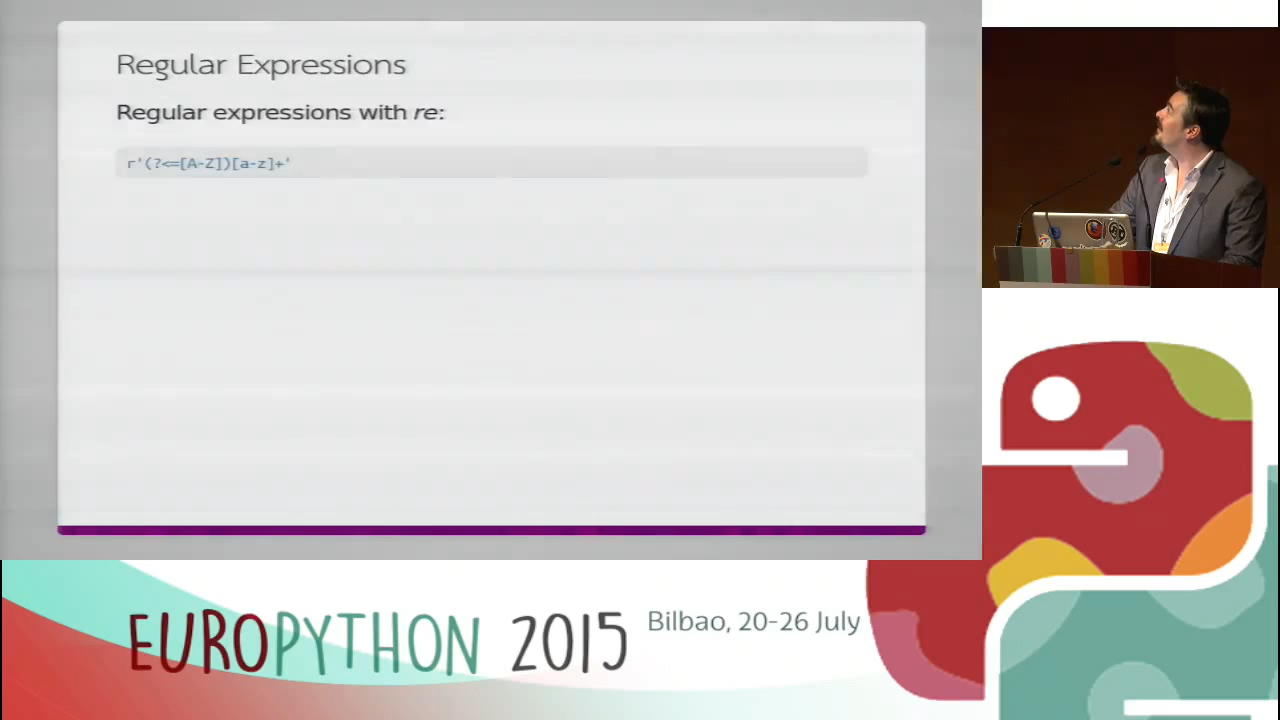 Regular Expressions
Regular expressions with re:
r'(?<=[A-Z])[a-z]+'
EUROPYTHON 2015
Bilbao, 20-26 July